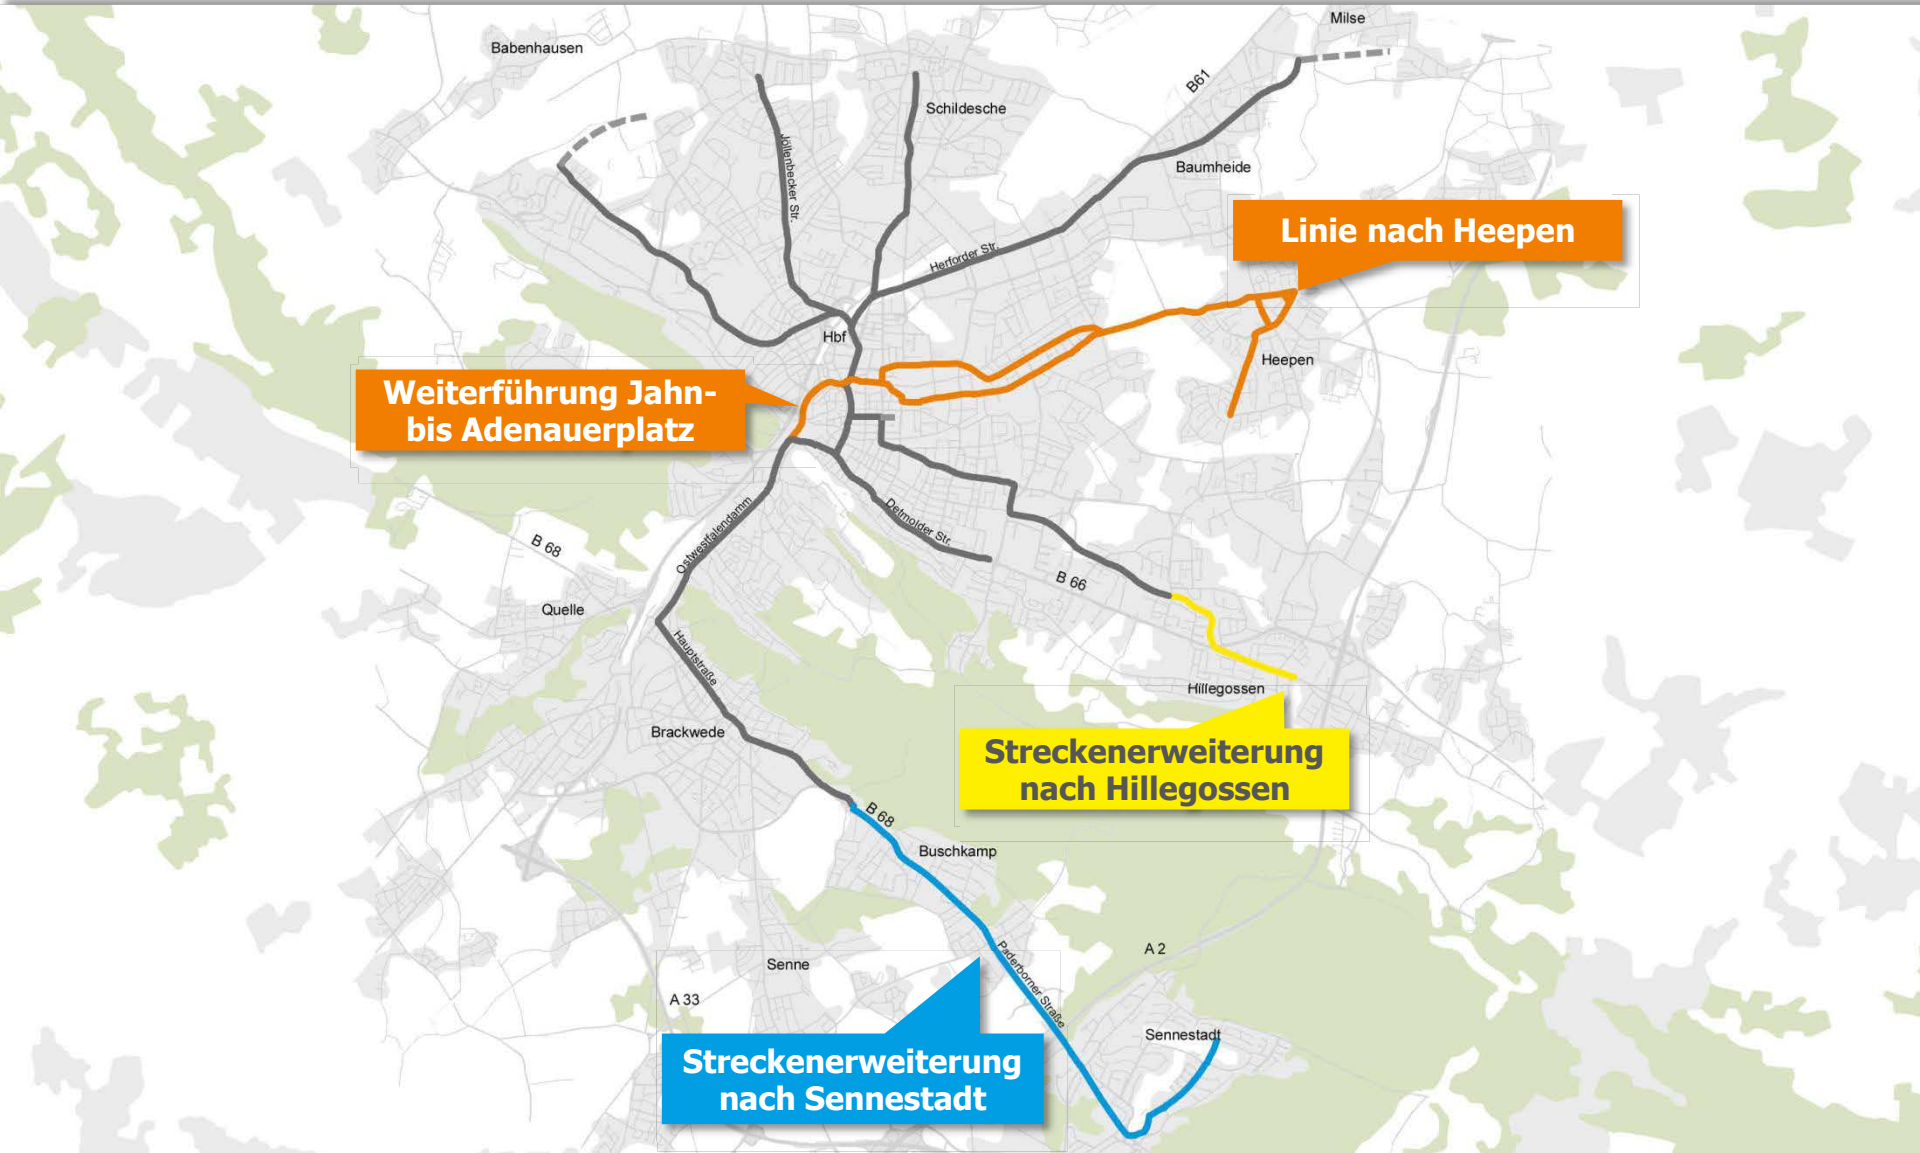 Milse
Babenhausen
B61
Schildesche
Jöllenbecker Str.
Baumheide
Linie nach Heepen
Herforder Str.
Hbf
Heepen
Weiterführung Jahn-
bis Adenauerplatz
Ostwestfalendamm
Detmolder Str.
B 68
B 66
Quelle
Hauptstraße
Hillegossen
Brackwede
Streckenerweiterung
nach Hillegossen
B 68
Buschkamp
Paderborner Straße
A 2
Senne
A 33
Sennestadt
Streckenerweiterung
nach Sennestadt